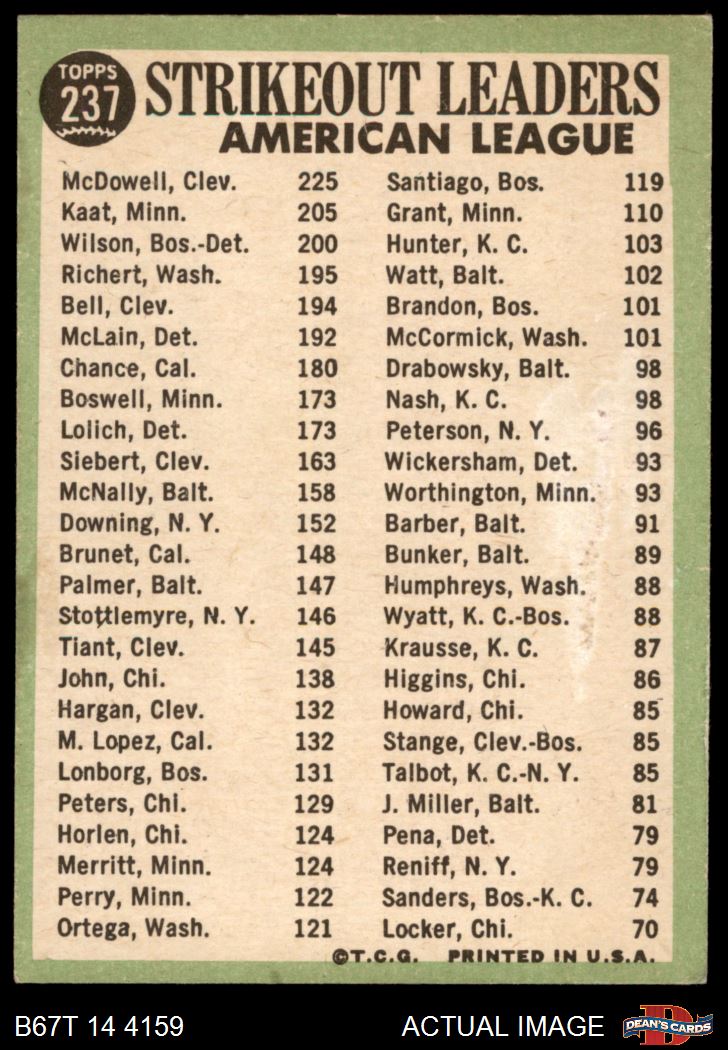 TOPPS
237
STRIKEOUT LEADERS
AMERICAN LEAGUE
McDowell, Clev. 225
Kaat, Minn. 205
Wilson, Bos.-Det. 200
Richert, Wash. 195
Bell, Clev. 194
McLain, Det. 192
Chance, Cal. 180
Boswell, Minn. 173
Lolich, Det. 173
Siebert, Clev. 163
McNally, Balt. 158
Downing, N. Y. 152
Brunet, Cal. 148
Palmer, Balt. 147
Stottlemyre, N. Y. 146
Tiant, Clev. 145
John, Chi. 138
Hargan, Clev. 132
M. Lopez, Cal. 132
Lonborg, Bos. 131
Peters, Chi. 129
Horlen, Chi. 124
Merritt, Minn. 124
Perry, Minn. 122
Ortega, Wash. 121
Santiago, Bos. 119
Grant, Minn. 110
Hunter, K. C. 103
Watt, Balt. 102
Brandon, Bos. 101
McCormick, Wash. 101
Drabowsky, Balt. 98
Nash, K. C. 98
Peterson, N. Y. 96
Wickersham, Det. 93
Worthington, Minn. 93
Barber, Balt. 91
Bunker, Balt. 89
Humphreys, Wash. 88
Wyatt, K. C.-Bos. 88
Krausse, K. C. 87
Higgins, Chi. 86
Howard, Chi. 85
Stange, Clev.-Bos. 85
Talbot, K. C.-N. Y. 85
J. Miller, Balt. 81
Pena, Det. 79
Reniff, N. Y. 79
Sanders, Bos.-K. C. 74
Locker, Chi. 70
©T.C.G. PRINTED IN U.S.A.
B67T 14 4159
ACTUAL IMAGE
D
DEAN'S CARDS